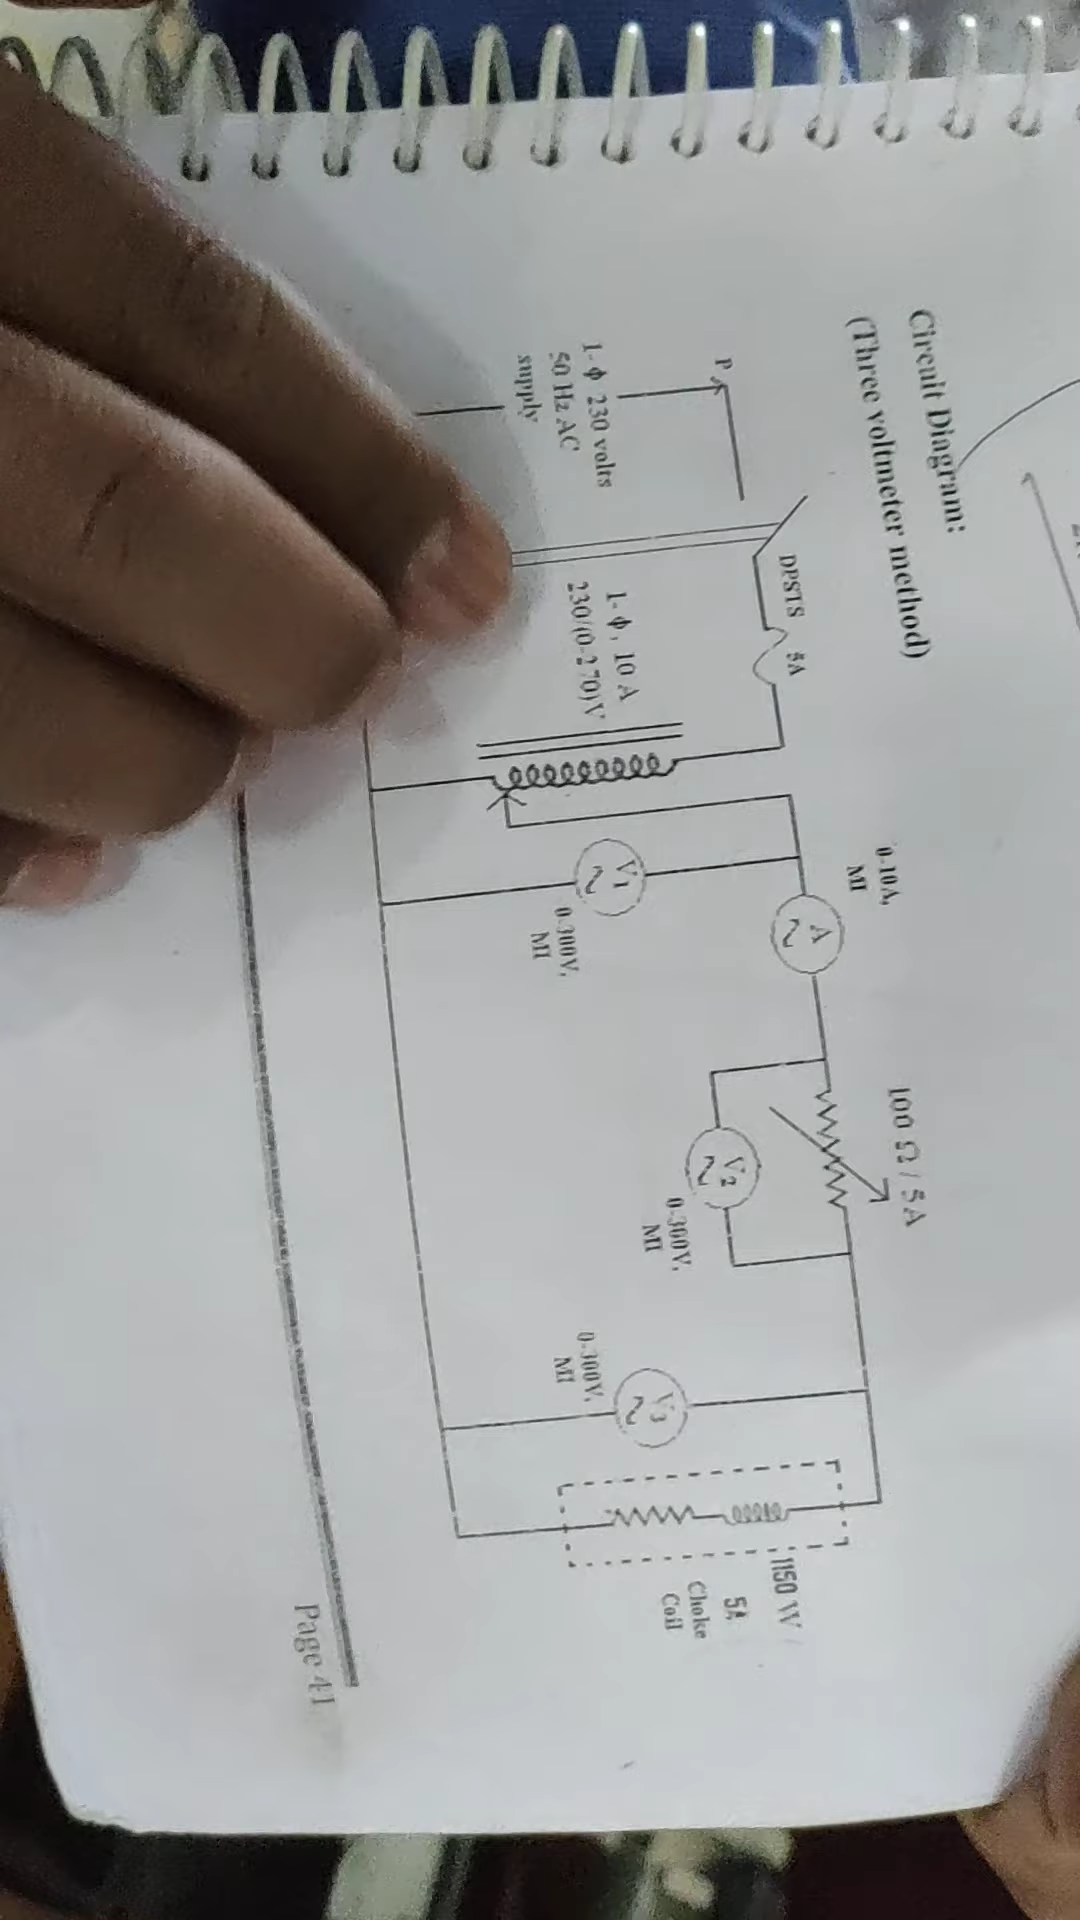 Circuit Diagram:
(Three voltmeter method)
P
1-ϕ 230 volts
50 Hz AC
supply
DPSTS
5A
1-ϕ, 10 A
230/(0-270)V
0-10A,
MI
A
~
V1
~
0-300V,
MI
100 Ω / 5A
V2
~
0-300V,
MI
V3
~
0-300V,
MI
1150 W
5A
Choke
Coil
Page 41